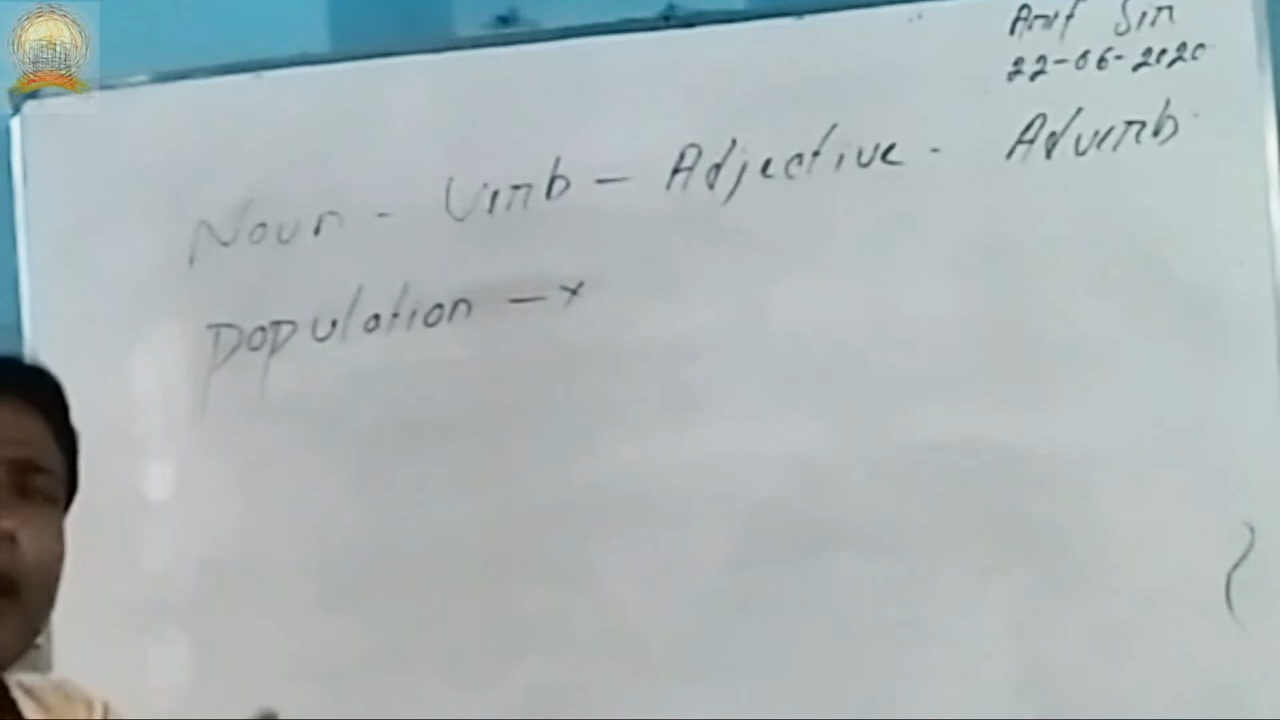 Arif Sir
22-06-2020
Noun - Verb - Adjective - Adverb
Population - x